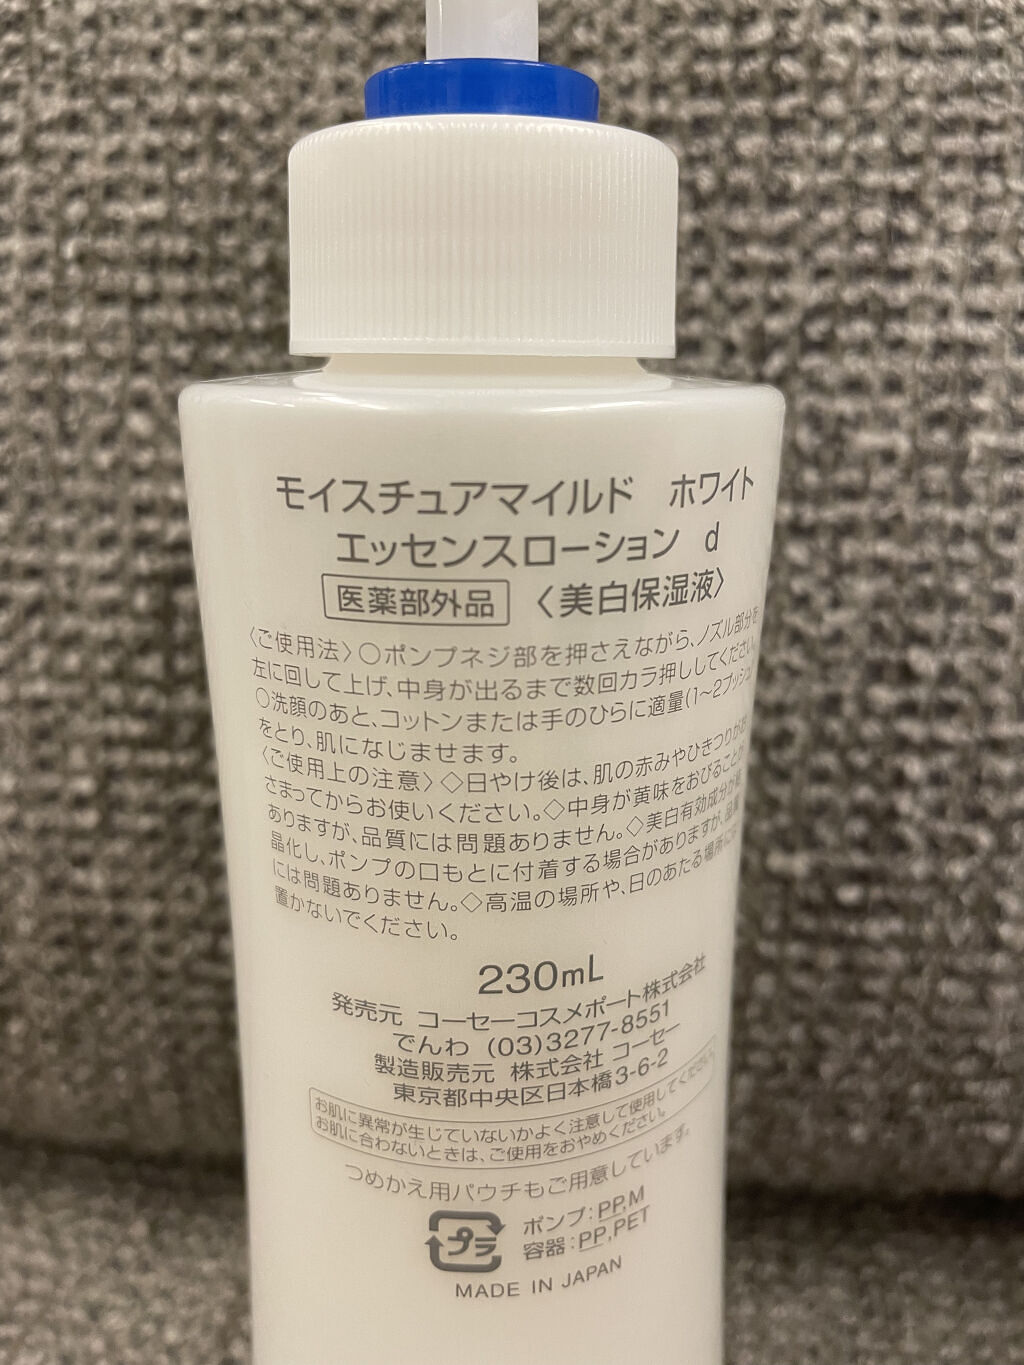 モイスチュアマイルド ホワイト
エッセンスローション d
医薬部外品 〈美白保湿液〉
〈ご使用法〉○ポンプネジ部を押さえながら、ノズル部分を
左に回して上げ、中身が出るまで数回カラ押ししてください。
○洗顔のあと、コットンまたは手のひらに適量(1〜2プッシュ)
をとり、肌になじませます。
〈ご使用上の注意〉◇日やけ後は、肌の赤みやひきつりがお
さまってからお使いください。◇中身が黄味をおびることが
ありますが、品質には問題ありません。◇美白有効成分が結
晶化し、ポンプの口もとに付着する場合がありますが、品質
には問題ありません。◇高温の場所や、日のあたる場所には
置かないでください。
230mL
発売元 コーセーコスメポート株式会社
でんわ (03)3277-8551
製造販売元 株式会社 コーセー
東京都中央区日本橋3-6-2
お肌に異常が生じていないかよく注意して使用してください。
お肌に合わないときは、ご使用をおやめください。
つめかえ用パウチもご用意しています。
プラ
ポンプ:PP,M
容器:PP,PET
MADE IN JAPAN